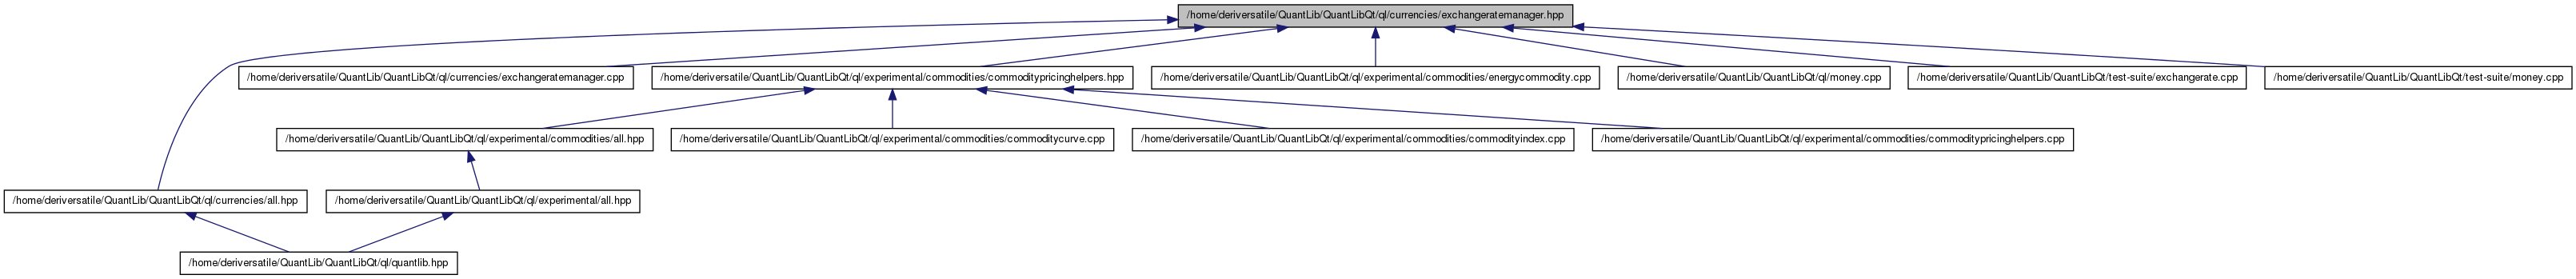 /home/deriversatile/QuantLib/QuantLibQt/ql/currencies/exchangeratemanager.hpp
/home/deriversatile/QuantLib/QuantLibQt/ql/currencies/exchangeratemanager.cpp
/home/deriversatile/QuantLib/QuantLibQt/ql/experimental/commodities/commoditypricinghelpers.hpp
/home/deriversatile/QuantLib/QuantLibQt/ql/experimental/commodities/energycommodity.cpp
/home/deriversatile/QuantLib/QuantLibQt/ql/money.cpp
/home/deriversatile/QuantLib/QuantLibQt/test-suite/exchangerate.cpp
/home/deriversatile/QuantLib/QuantLibQt/test-suite/money.cpp
/home/deriversatile/QuantLib/QuantLibQt/ql/experimental/commodities/all.hpp
/home/deriversatile/QuantLib/QuantLibQt/ql/experimental/commodities/commoditycurve.cpp
/home/deriversatile/QuantLib/QuantLibQt/ql/experimental/commodities/commodityindex.cpp
/home/deriversatile/QuantLib/QuantLibQt/ql/experimental/commodities/commoditypricinghelpers.cpp
/home/deriversatile/QuantLib/QuantLibQt/ql/currencies/all.hpp
/home/deriversatile/QuantLib/QuantLibQt/ql/experimental/all.hpp
/home/deriversatile/QuantLib/QuantLibQt/ql/quantlib.hpp